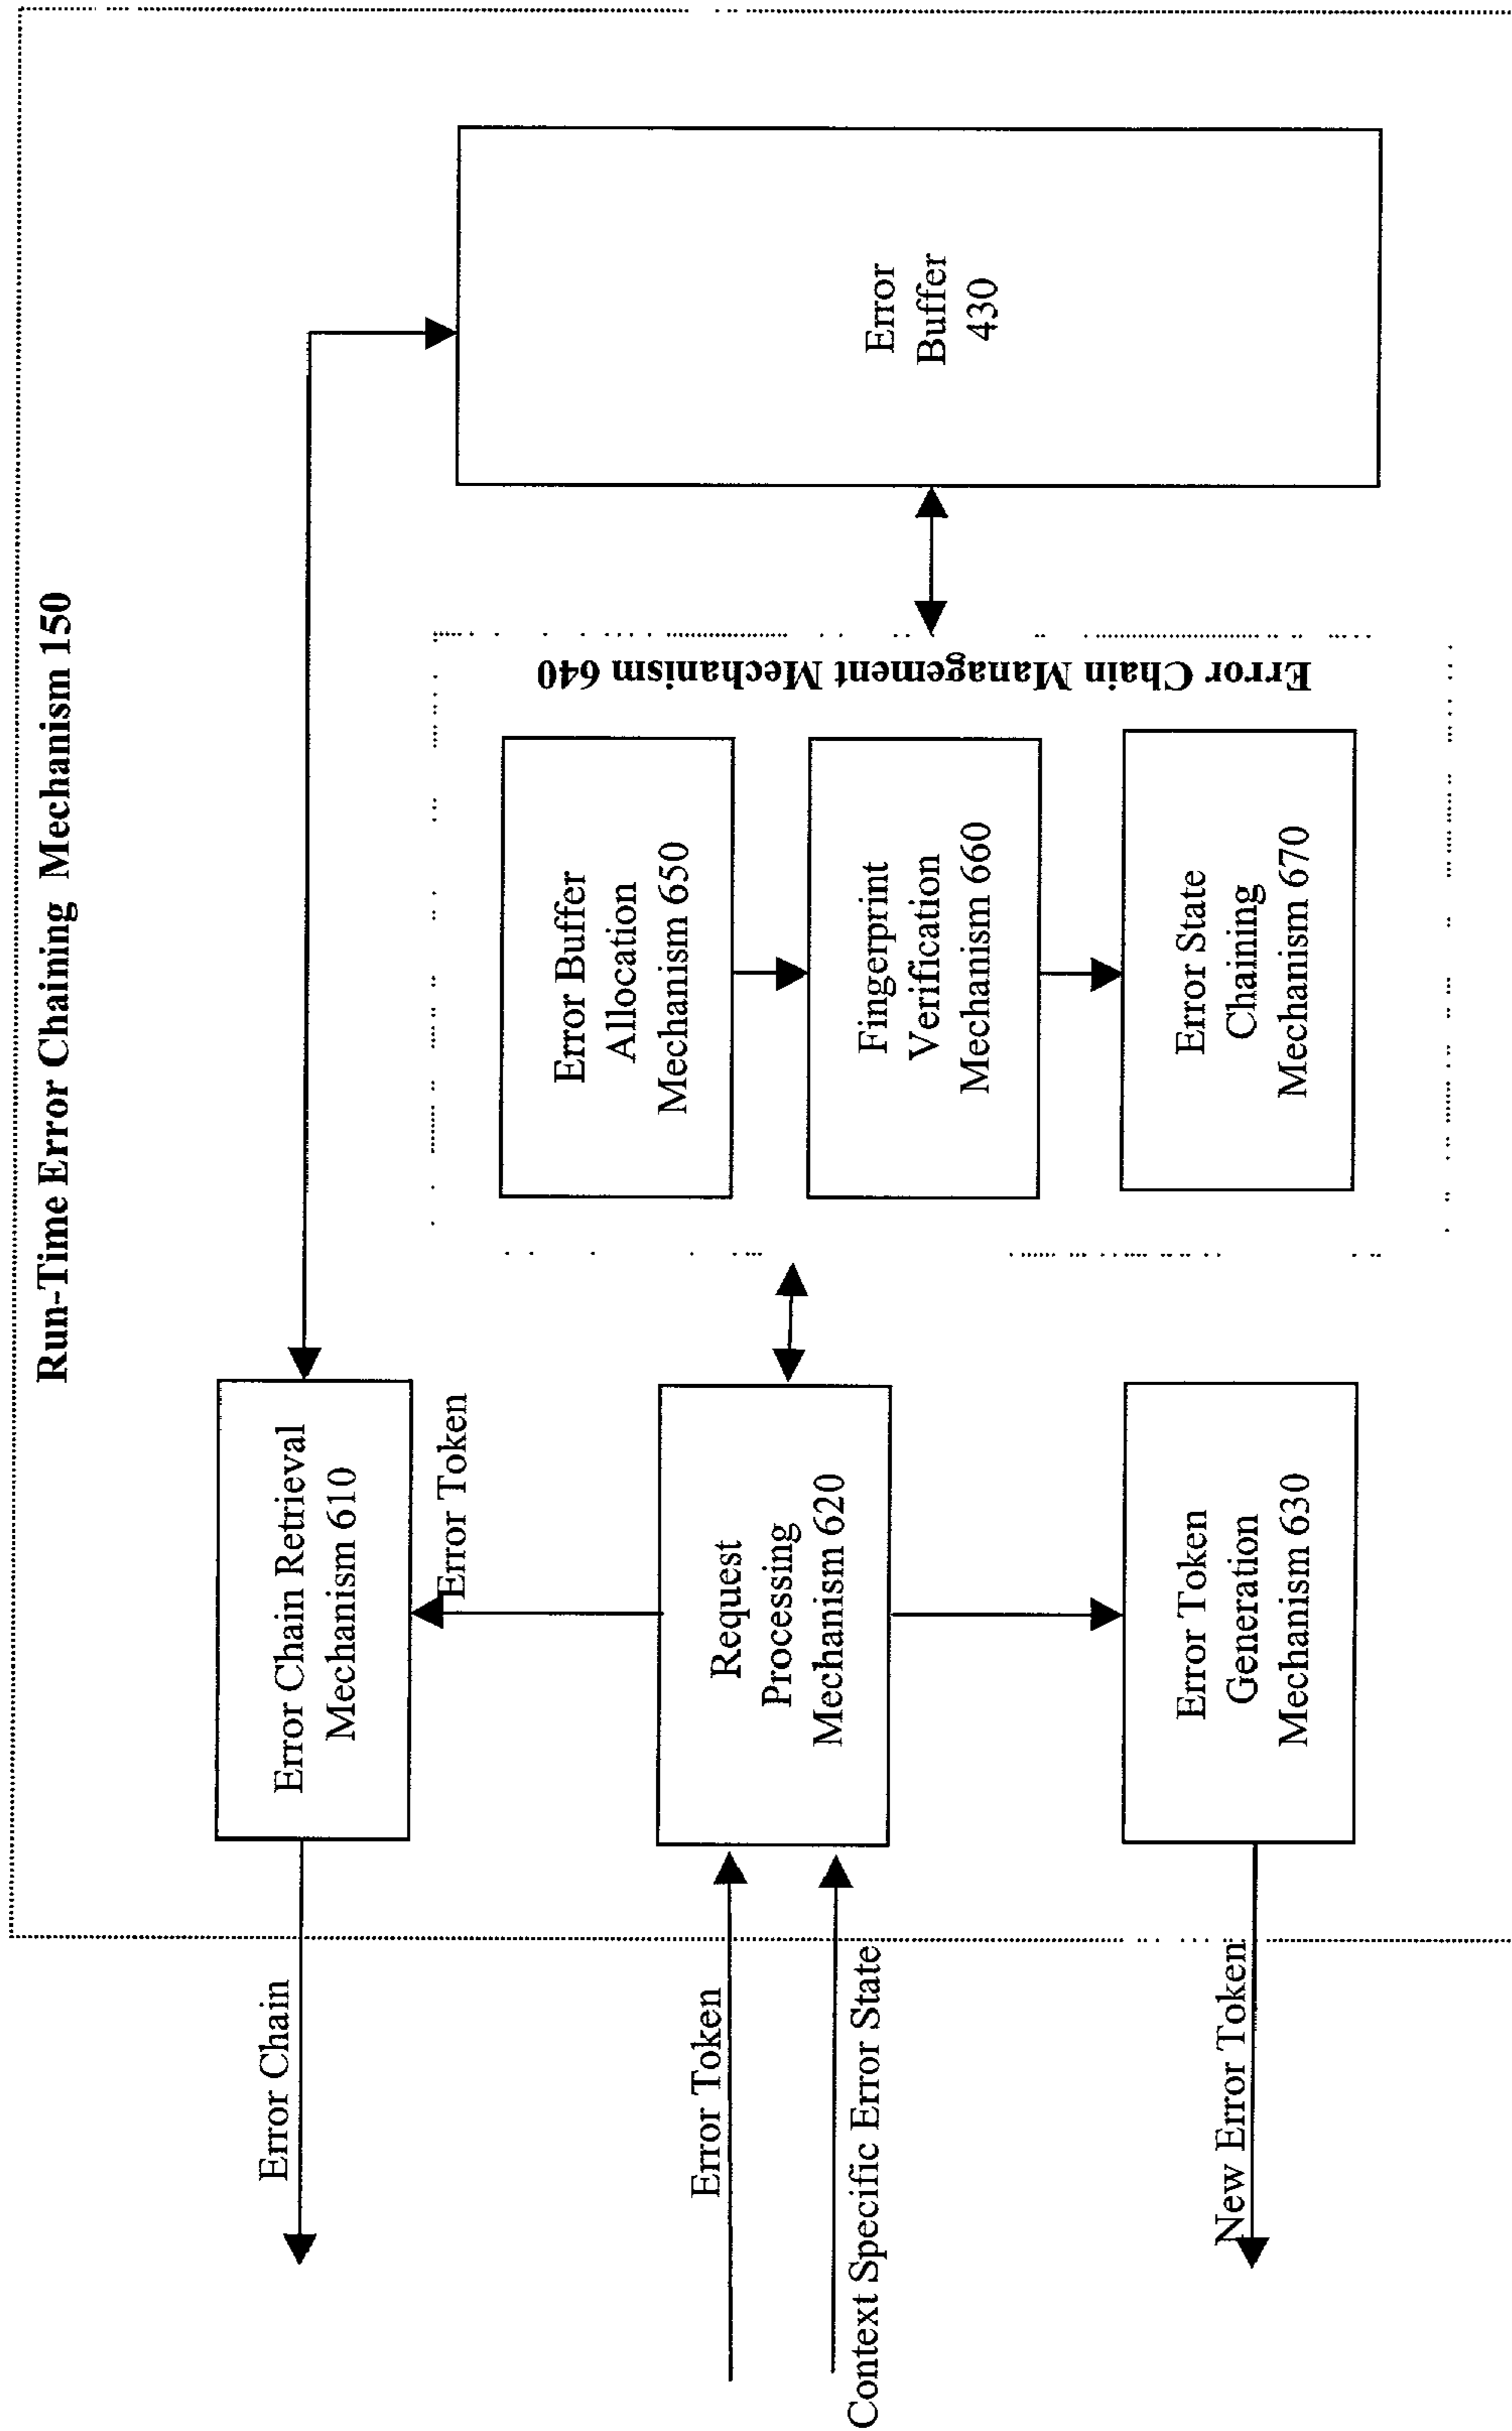 Run-Time Error Chaining Mechanism 150
Error Chain
Error Chain Retrieval
Mechanism 610
Error Token
Error Token
Context Specific Error State
Request
Processing
Mechanism 620
New Error Token
Error Token
Generation
Mechanism 630
Error Buffer
Allocation
Mechanism 650
Fingerprint
Verification
Mechanism 660
Error State
Chaining
Mechanism 670
Error Chain Management Mechanism 640
Error
Buffer
430